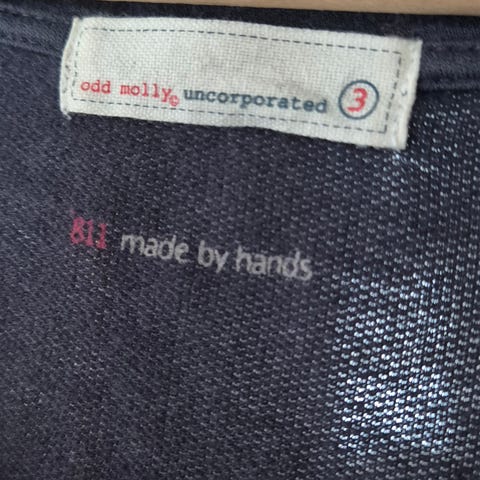 odd molly© uncorporated 3
811 made by hands